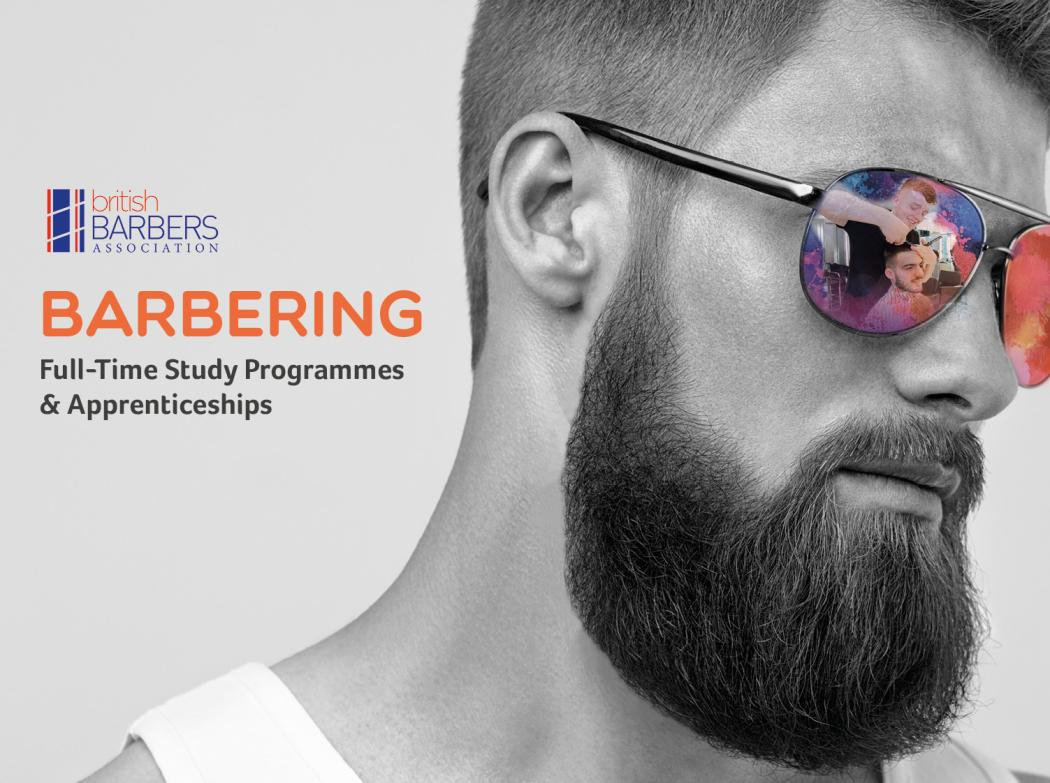 british
BARBERS
ASSOCIATION
BARBERING
Full-Time Study Programmes
& Apprenticeships